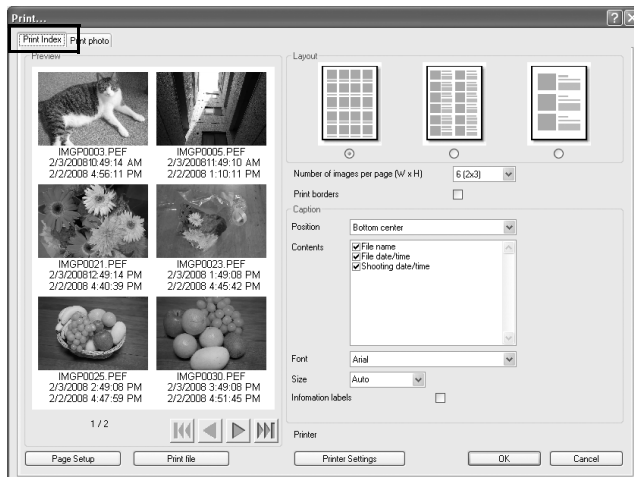 Print...
Print Index
Print photo
Preview
IMGP0003.PEF
2/3/200810:49:14 AM
2/2/2008 4:56:11 PM
IMGP0005.PEF
2/3/200811:49:10 AM
2/2/2008 1:10:11 PM
IMGP0021.PEF
2/3/200812:49:14 PM
2/2/2008 4:40:39 PM
IMGP0023.PEF
2/3/2008 1:49:08 PM
2/2/2008 4:45:42 PM
IMGP0025.PEF
2/3/2008 2:49:08 PM
2/2/2008 4:47:59 PM
IMGP0030.PEF
2/3/2008 3:49:08 PM
2/2/2008 4:51:45 PM
1 / 2
Page Setup
Print file
Layout
Number of images per page (W x H)
6 (2x3)
Print borders
Caption
Position
Bottom center
Contents
File name
File date/time
Shooting date/time
Font
Arial
Size
Auto
Infomation labels
Printer
Printer Settings
OK
Cancel